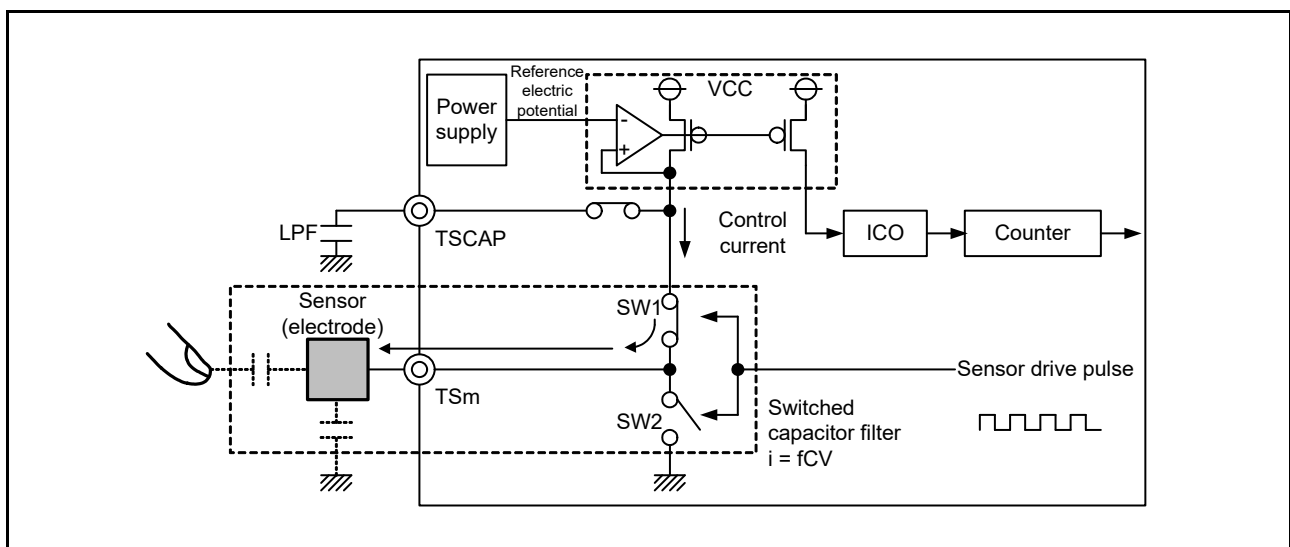 Power
supply
Reference
electric
potential
VCC
-
+
LPF
TSCAP
Control
current
ICO
Counter
Sensor
(electrode)
SW1
TSm
SW2
Sensor drive pulse
Switched
capacitor filter
i = fCV